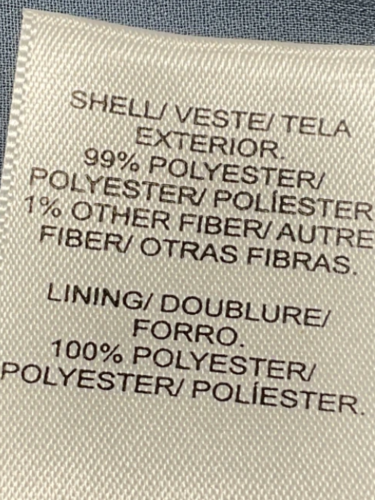 SHELL/ VESTE/ TELA
EXTERIOR.
99% POLYESTER/
POLYESTER/ POLÍESTER
1% OTHER FIBER/ AUTRE
FIBER/ OTRAS FIBRAS.
LINING/ DOUBLURE/
FORRO.
100% POLYESTER/
POLYESTER/ POLÍESTER.